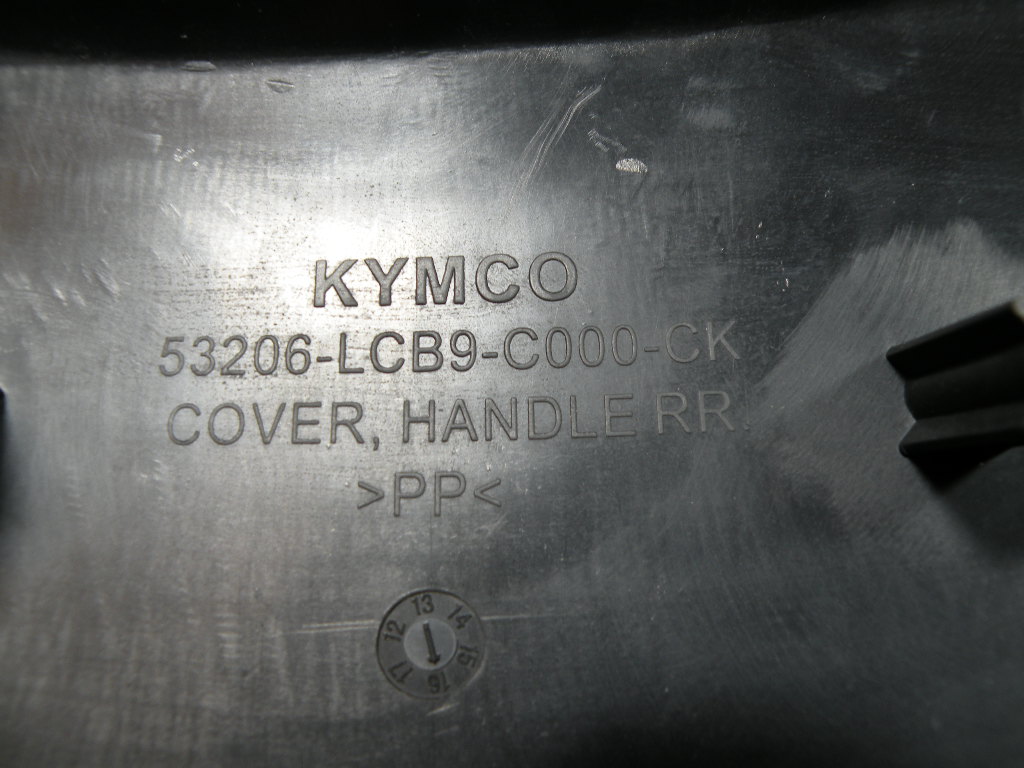 KYMCO
53206-LCB9-C000-CK
COVER, HANDLE RR.
>PP<
12 13 14 15 16 17